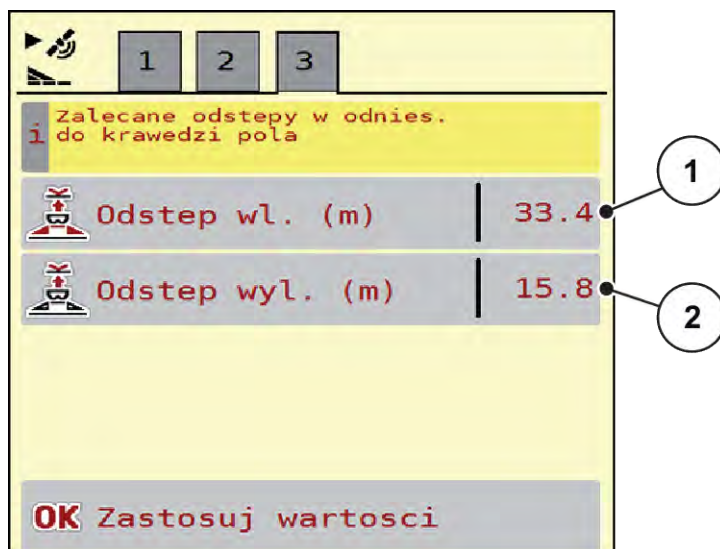 1 2 3
i Zalecane odstepy w odnies.
do krawedzi pola
Odstep wl. (m) 33.4
1
Odstep wyl. (m) 15.8
2
OK Zastosuj wartosci